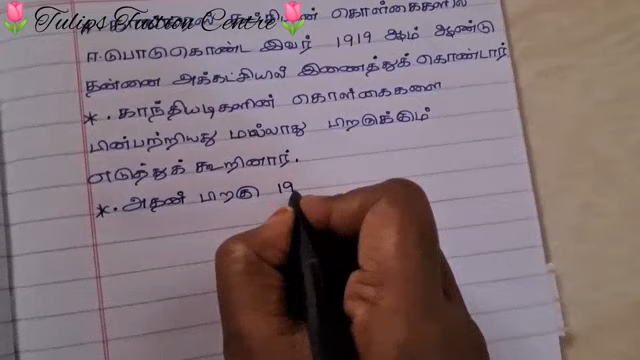 Tulips Tuition Centre
கொள்கைகளில்
ஈடுபாடுகொண்ட இவர் 1919 ஆம் ஆண்டு
தன்னை அக்கட்சியில் இணைத்துக் கொண்டார்.
*. காந்தியடிகளின் கொள்கைகளை
பின்பற்றியது மல்லாது பிறருக்கும்
எடுத்துக் கூறினார்.
*. அதன் பிறகு 19